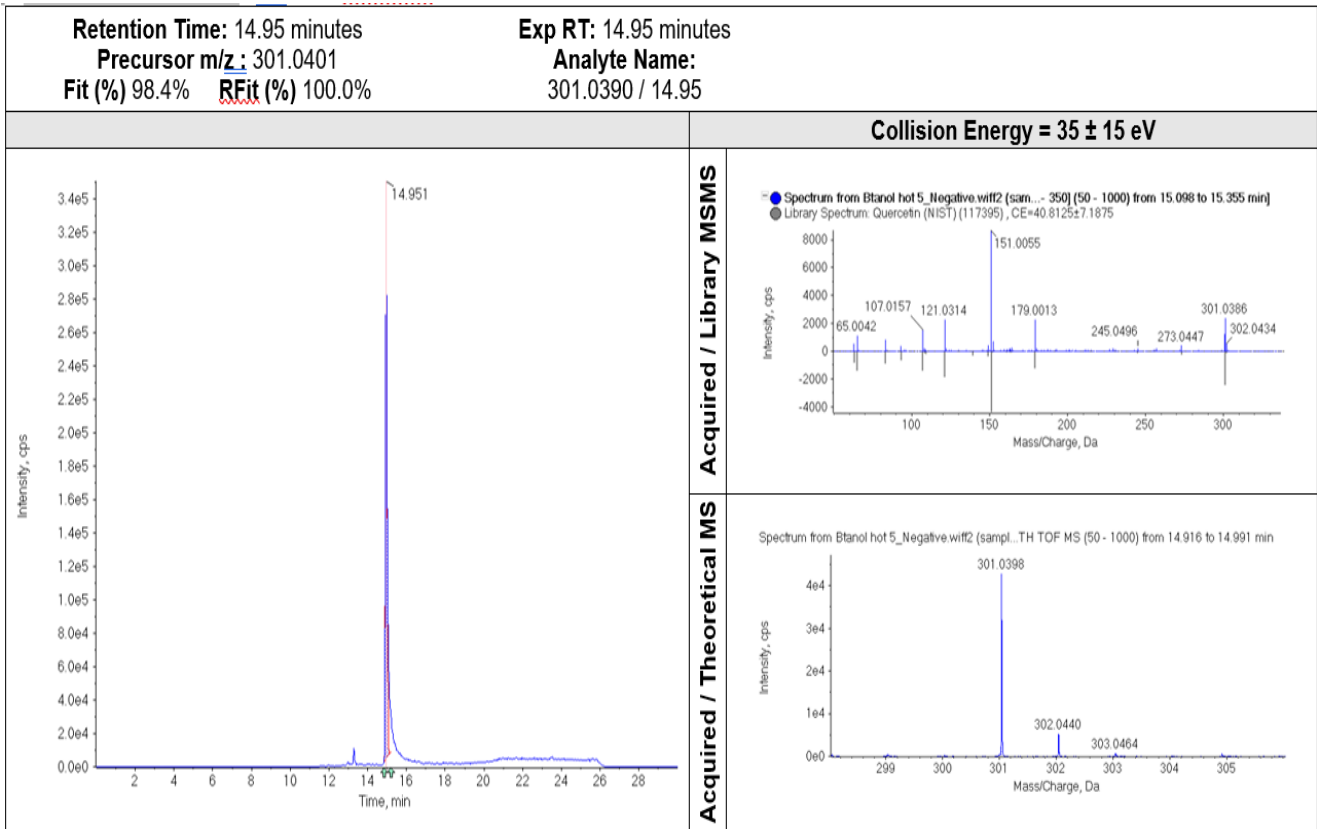 Retention Time: 14.95 minutes
Exp RT: 14.95 minutes
Precursor m/z : 301.0401
Analyte Name:
Fit (%) 98.4% RFit (%) 100.0%
301.0390 / 14.95
Collision Energy = 35 ± 15 eV
14.951
3.4e5
3.2e5
3.0e5
2.8e5
2.6e5
2.4e5
2.2e5
2.0e5
1.8e5
1.6e5
1.4e5
1.2e5
1.0e5
8.0e4
6.0e4
4.0e4
2.0e4
0.0e0
Intensity, cps
2 4 6 8 10 12 14 16 18 20 22 24 26 28
Time, min
Acquired / Library MSMS
Spectrum from Btanol hot 5_Negative.wiff2 (sam...- 350] (50 - 1000) from 15.098 to 15.355 min]
Library Spectrum: Quercetin (NIST) (117395) , CE=40.8125±7.1875
8000
6000
4000
2000
0
-2000
-4000
Intensity, cps
151.0055
107.0157
121.0314
179.0013
301.0386
65.0042
245.0496
273.0447
302.0434
100 150 200 250 300
Mass/Charge, Da
Acquired / Theoretical MS
Spectrum from Btanol hot 5_Negative.wiff2 (sampl...TH TOF MS (50 - 1000) from 14.916 to 14.991 min
301.0398
4e4
3e4
2e4
1e4
0e0
Intensity, cps
302.0440
303.0464
299 300 301 302 303 304 305
Mass/Charge, Da